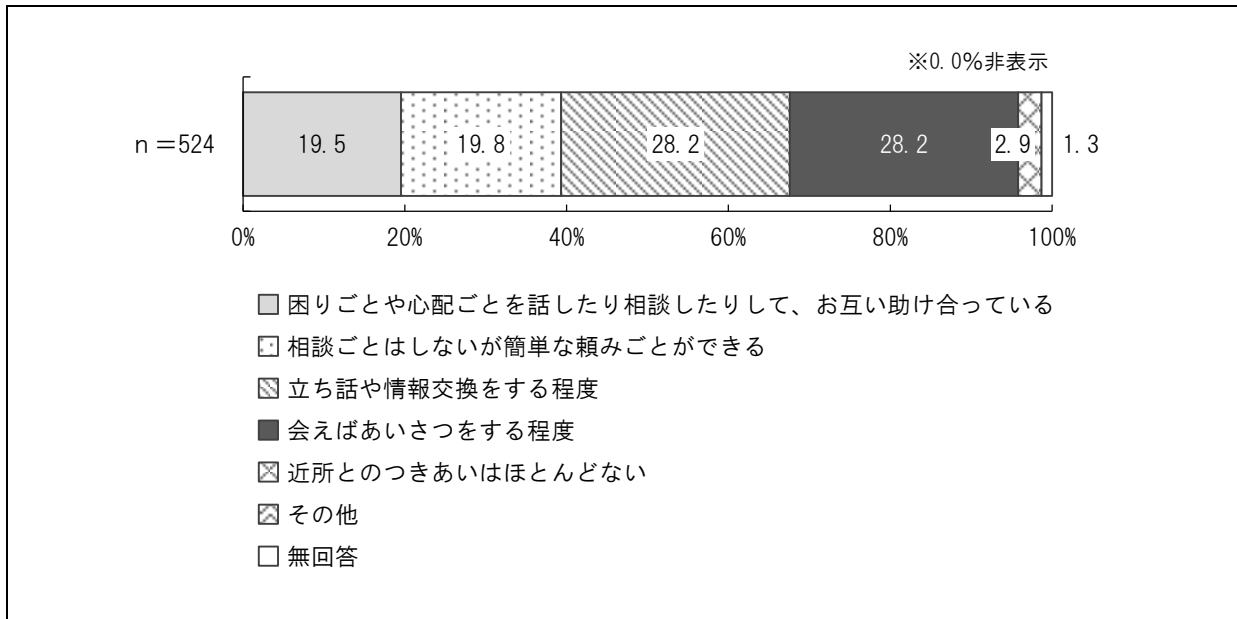 ※0.0%非表示
n＝524
19.5
19.8
28.2
28.2
2.9
1.3
0%
20%
40%
60%
80%
100%
困りごとや心配ごとを話したり相談したりして、お互い助け合っている
相談ごとはしないが簡単な頼みごとができる
立ち話や情報交換をする程度
会えばあいさつをする程度
近所とのつきあいはほとんどない
その他
無回答